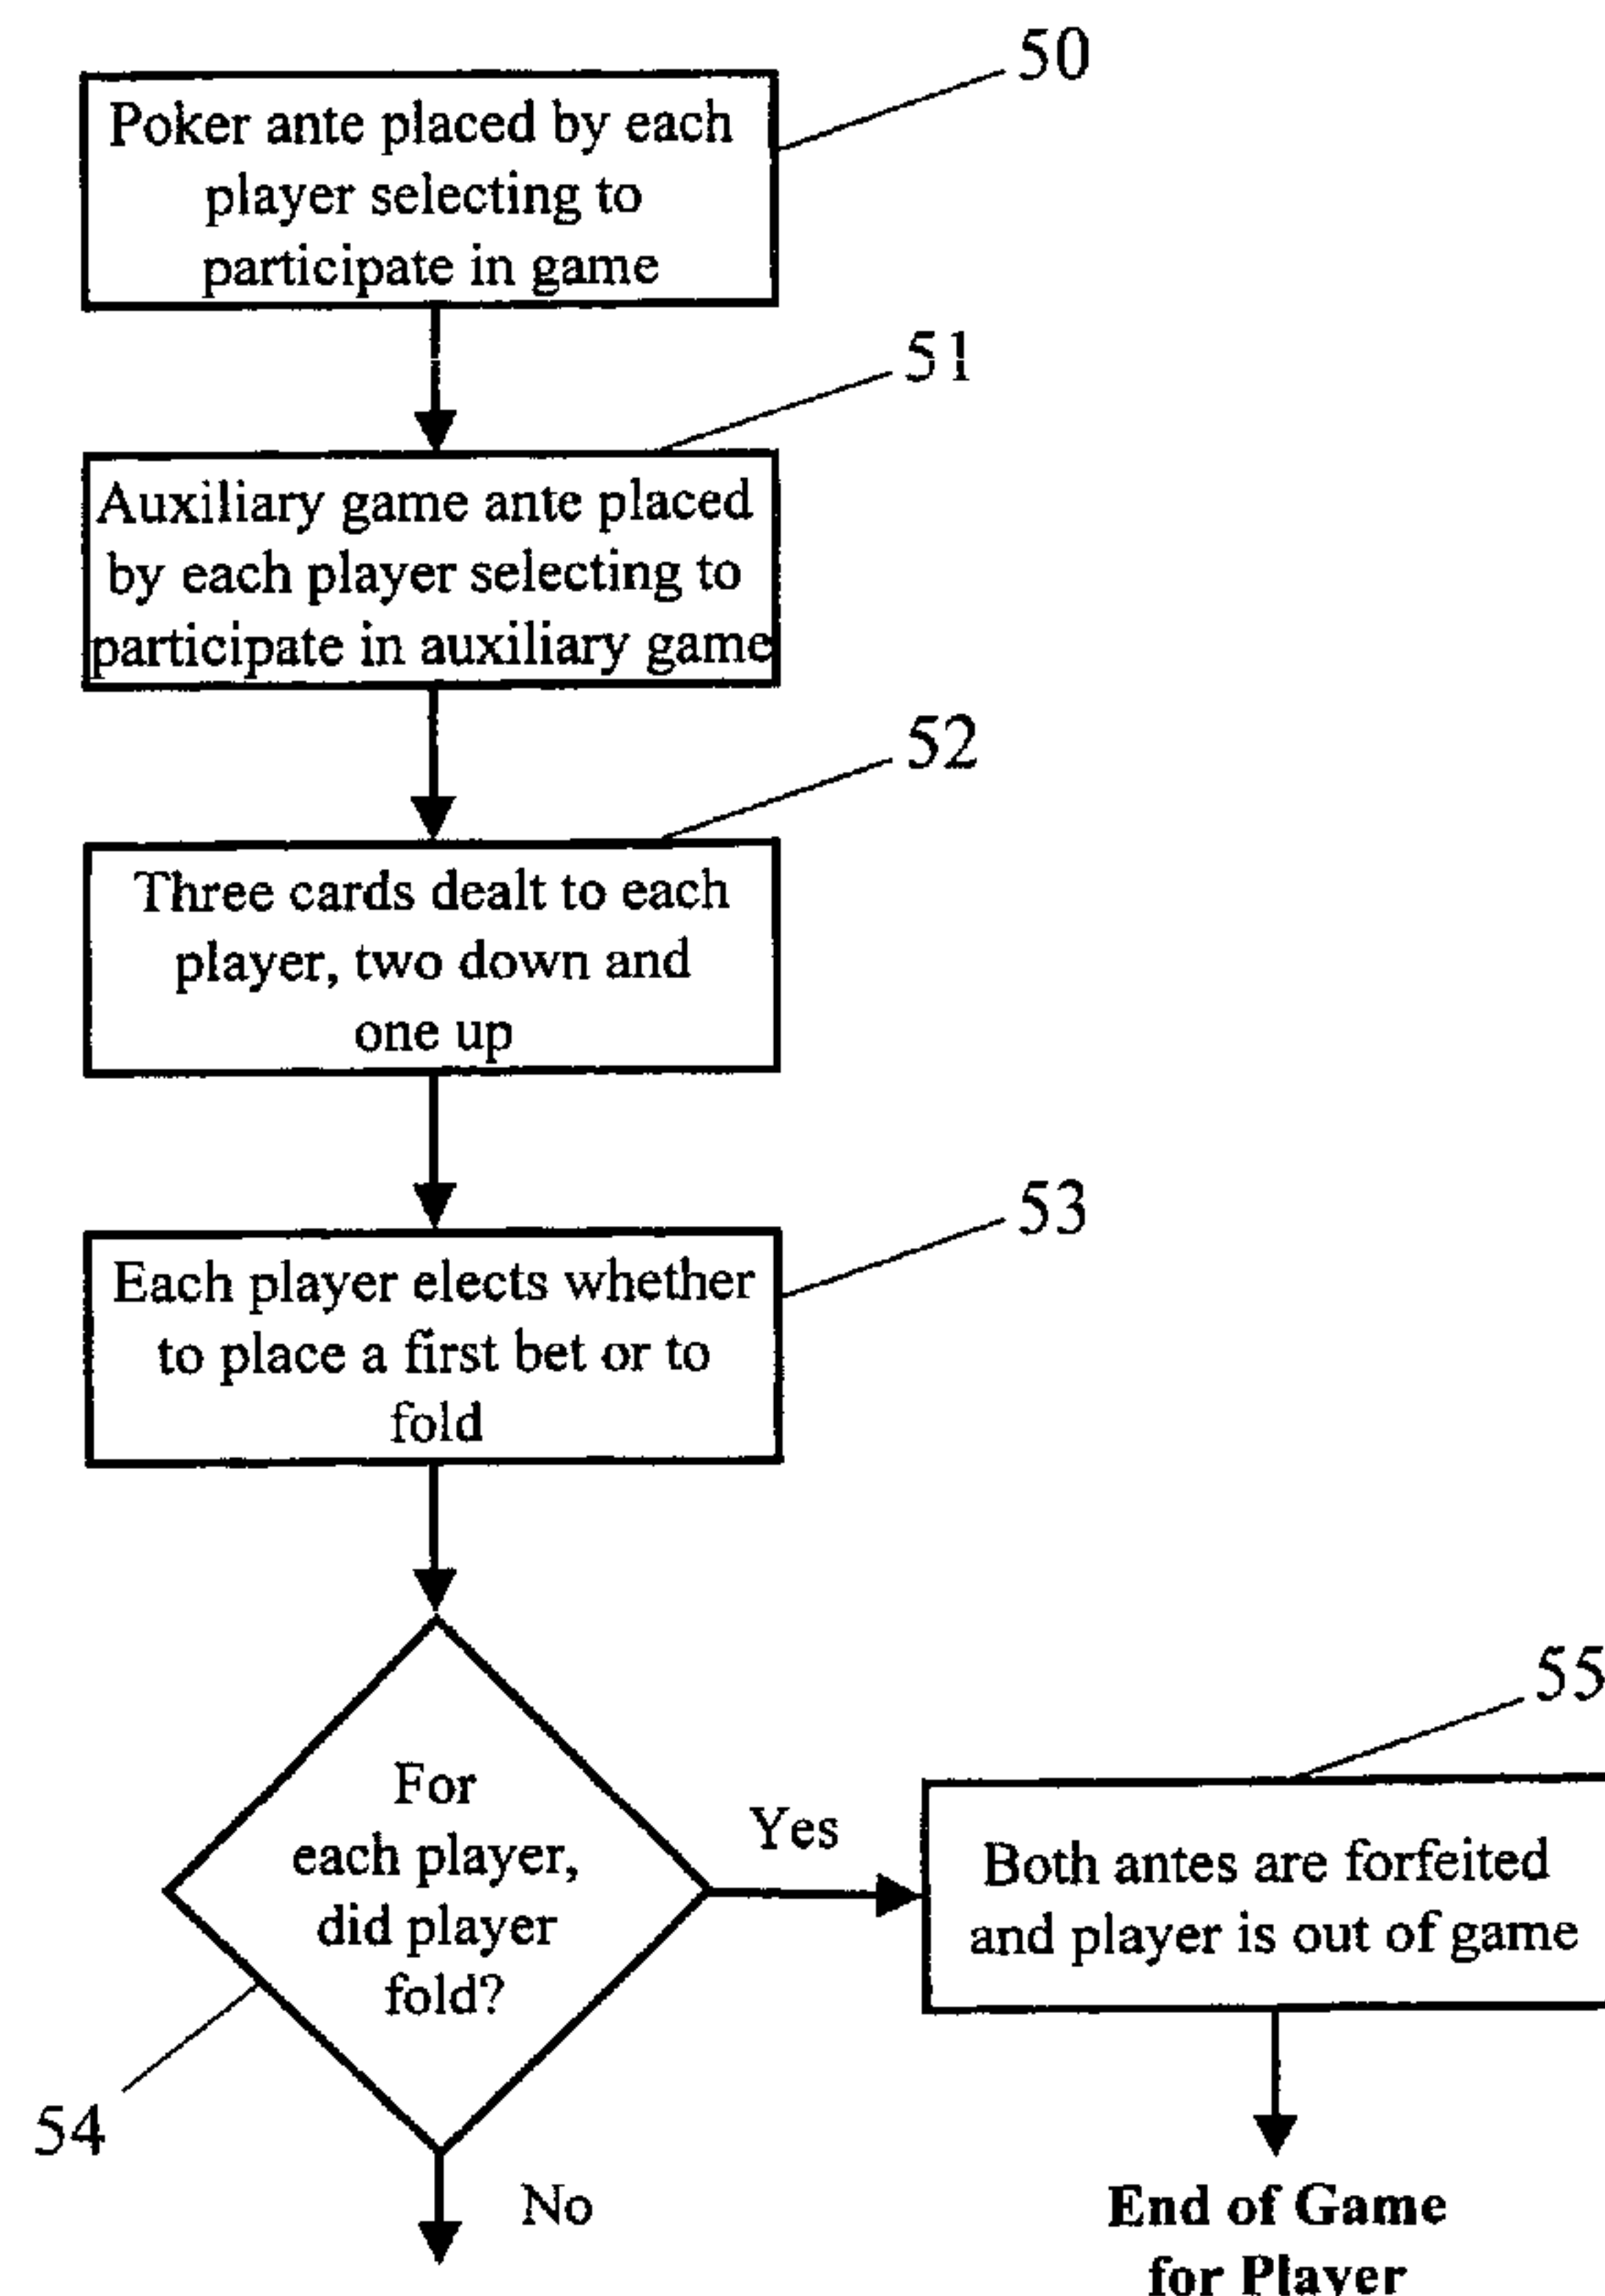 50
Poker ante placed by each
player selecting to
participate in game
51
Auxiliary game ante placed
by each player selecting to
participate in auxiliary game
52
Three cards dealt to each
player, two down and
one up
53
Each player elects whether
to place a first bet or to
fold
For
each player,
did player
fold?
54
Yes
No
55
Both antes are forfeited
and player is out of game
End of Game
for Player